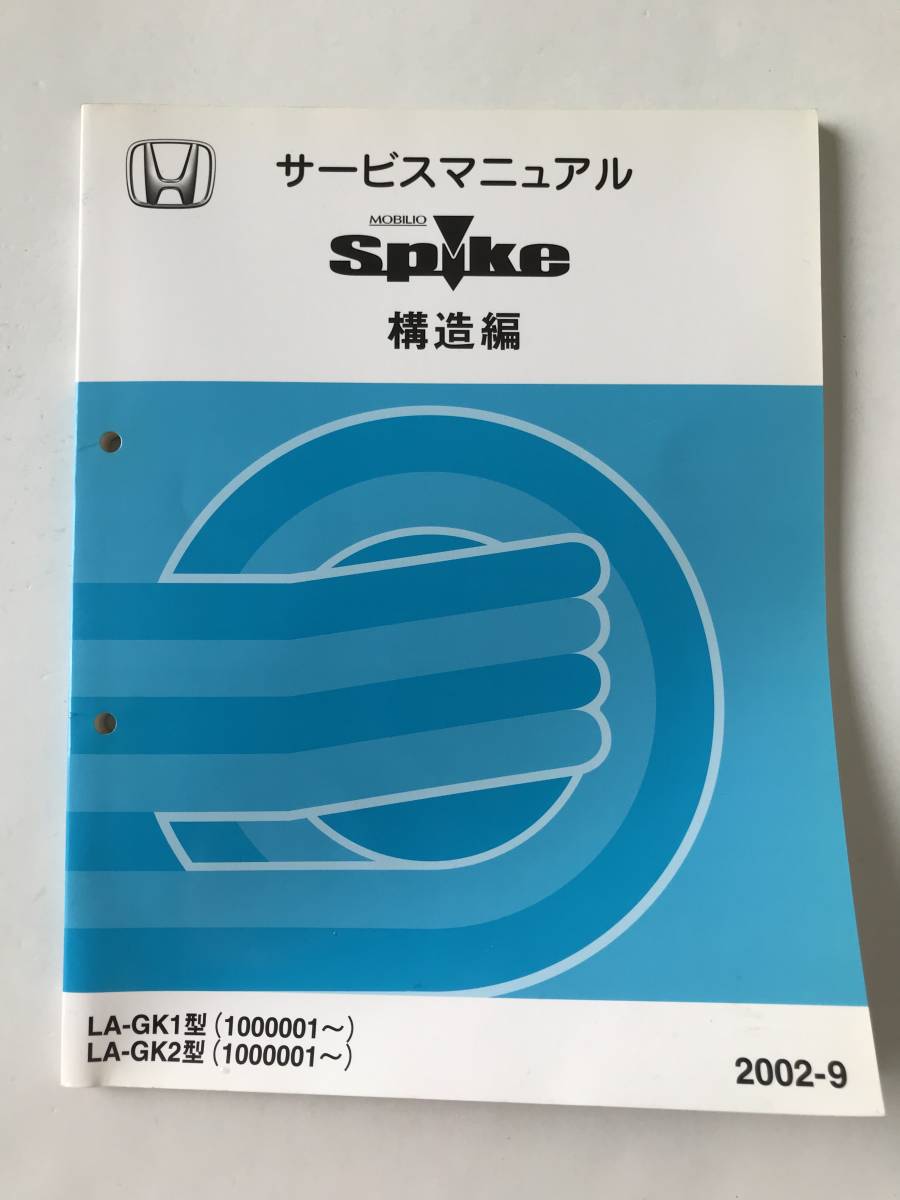 サービスマニュアル
MOBILIO
Spike
構造編
LA-GK1型(1000001～)
LA-GK2型(1000001～)
2002-9